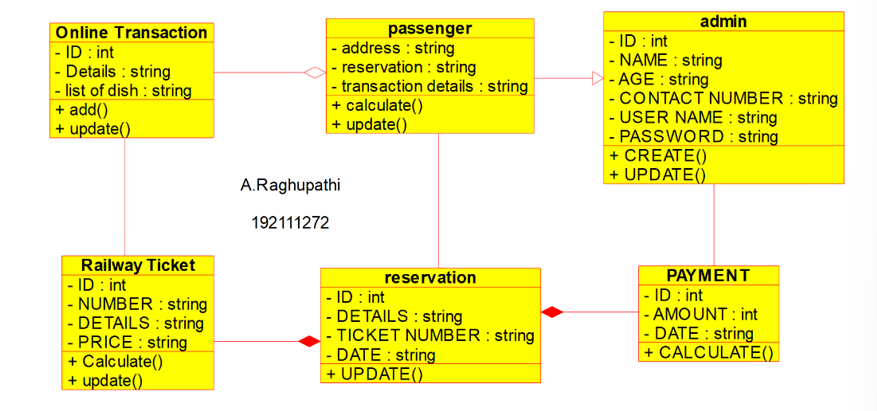 Online Transaction
- ID : int
- Details : string
- list of dish : string
+ add()
+ update()
passenger
- address : string
- reservation : string
- transaction details : string
+ calculate()
+ update()
admin
- ID : int
- NAME : string
- AGE : string
- CONTACT NUMBER : string
- USER NAME : string
- PASSWORD : string
+ CREATE()
+ UPDATE()
A.Raghupathi
192111272
Railway Ticket
- ID : int
- NUMBER : string
- DETAILS : string
- PRICE : string
+ Calculate()
+ update()
reservation
- ID : int
- DETAILS : string
- TICKET NUMBER : string
- DATE : string
+ UPDATE()
PAYMENT
- ID : int
- AMOUNT : int
- DATE : string
+ CALCULATE()